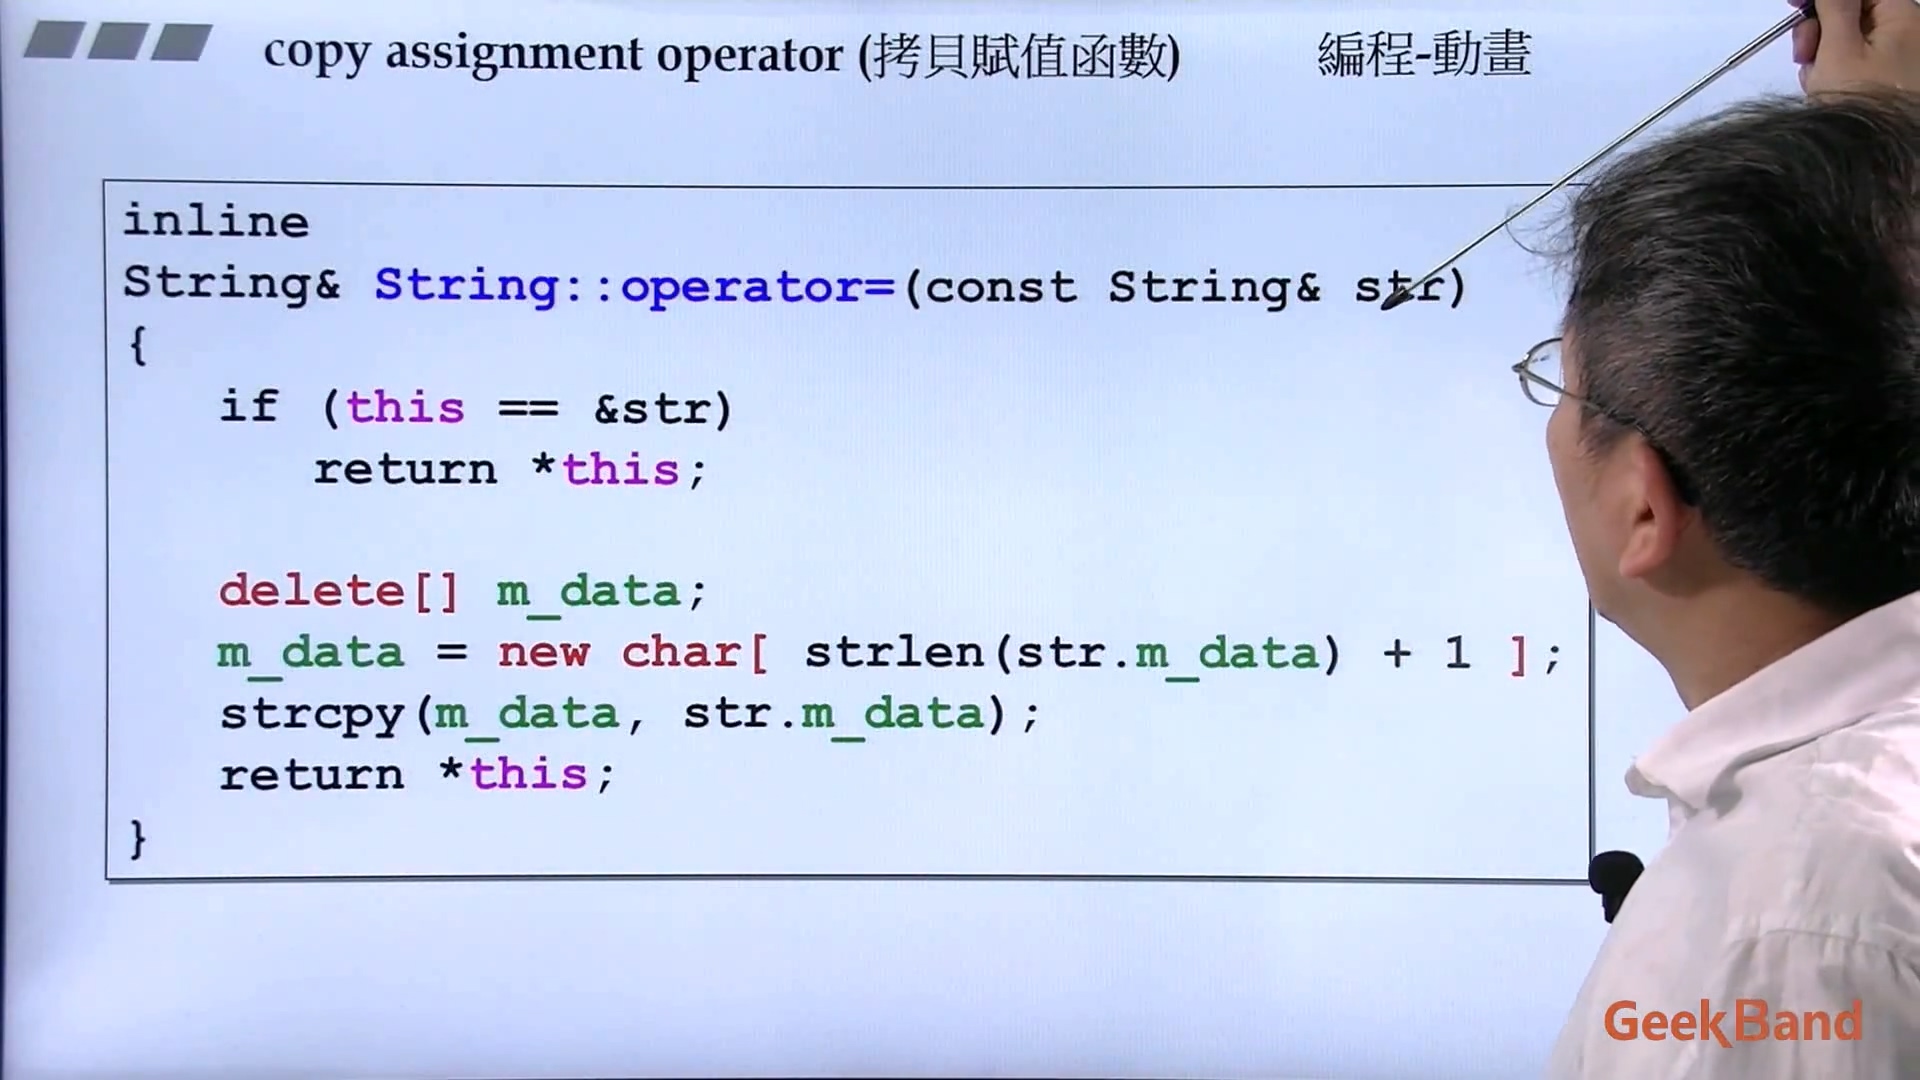 copy assignment operator (拷貝賦值函數) 編程-動畫
inline
String& String::operator=(const String& str)
{
if (this == &str)
return *this;
delete[] m_data;
m_data = new char[ strlen(str.m_data) + 1 ];
strcpy(m_data, str.m_data);
return *this;
}
GeekBand